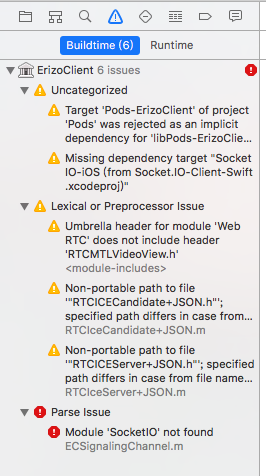 Buildtime (6) Runtime
ErizoClient 6 issues
Uncategorized
Target 'Pods-ErizoClient' of project
'Pods' was rejected as an implicit
dependency for 'libPods-ErizoClie...
Missing dependency target "Socket
IO-iOS (from Socket.IO-Client-Swift
.xcodeproj)"
Lexical or Preprocessor Issue
Umbrella header for module 'Web
RTC' does not include header
'RTCMTLVideoView.h'
<module-includes>
Non-portable path to file
'"RTCICECandidate+JSON.h"';
specified path differs in case from...
RTCIceCandidate+JSON.m
Non-portable path to file
'"RTCICEServer+JSON.h"'; specified
path differs in case from file name...
RTCIceServer+JSON.m
Parse Issue
Module 'SocketIO' not found
ECSignalingChannel.m